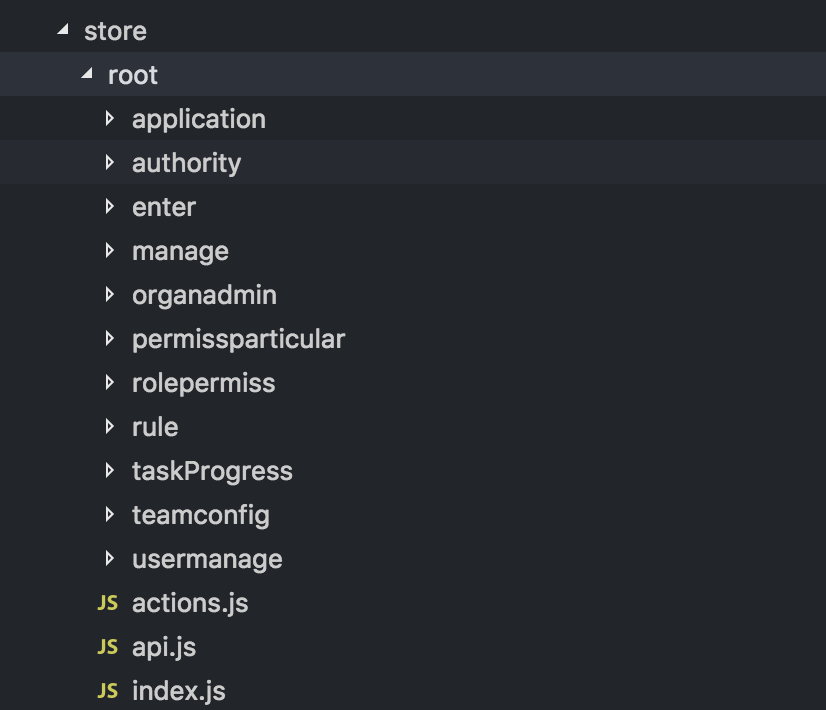 store
root
application
authority
enter
manage
organadmin
permissparticular
rolepermiss
rule
taskProgress
teamconfig
usermanage
JS actions.js
JS api.js
JS index.js